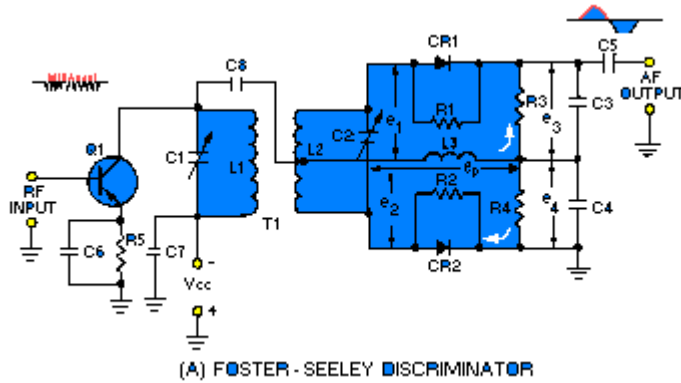 C5
AF
OUTPUT
CR1
C8
R1
R3
C3
e1
e3
C2
L3
Q1
C1
L1
L2
RF
INPUT
ep
R2
e2
R4
e4
C4
T1
C6
R5
C7
-
Vcc
+
CR2
(A) FOSTER - SEELEY DISCRIMINATOR